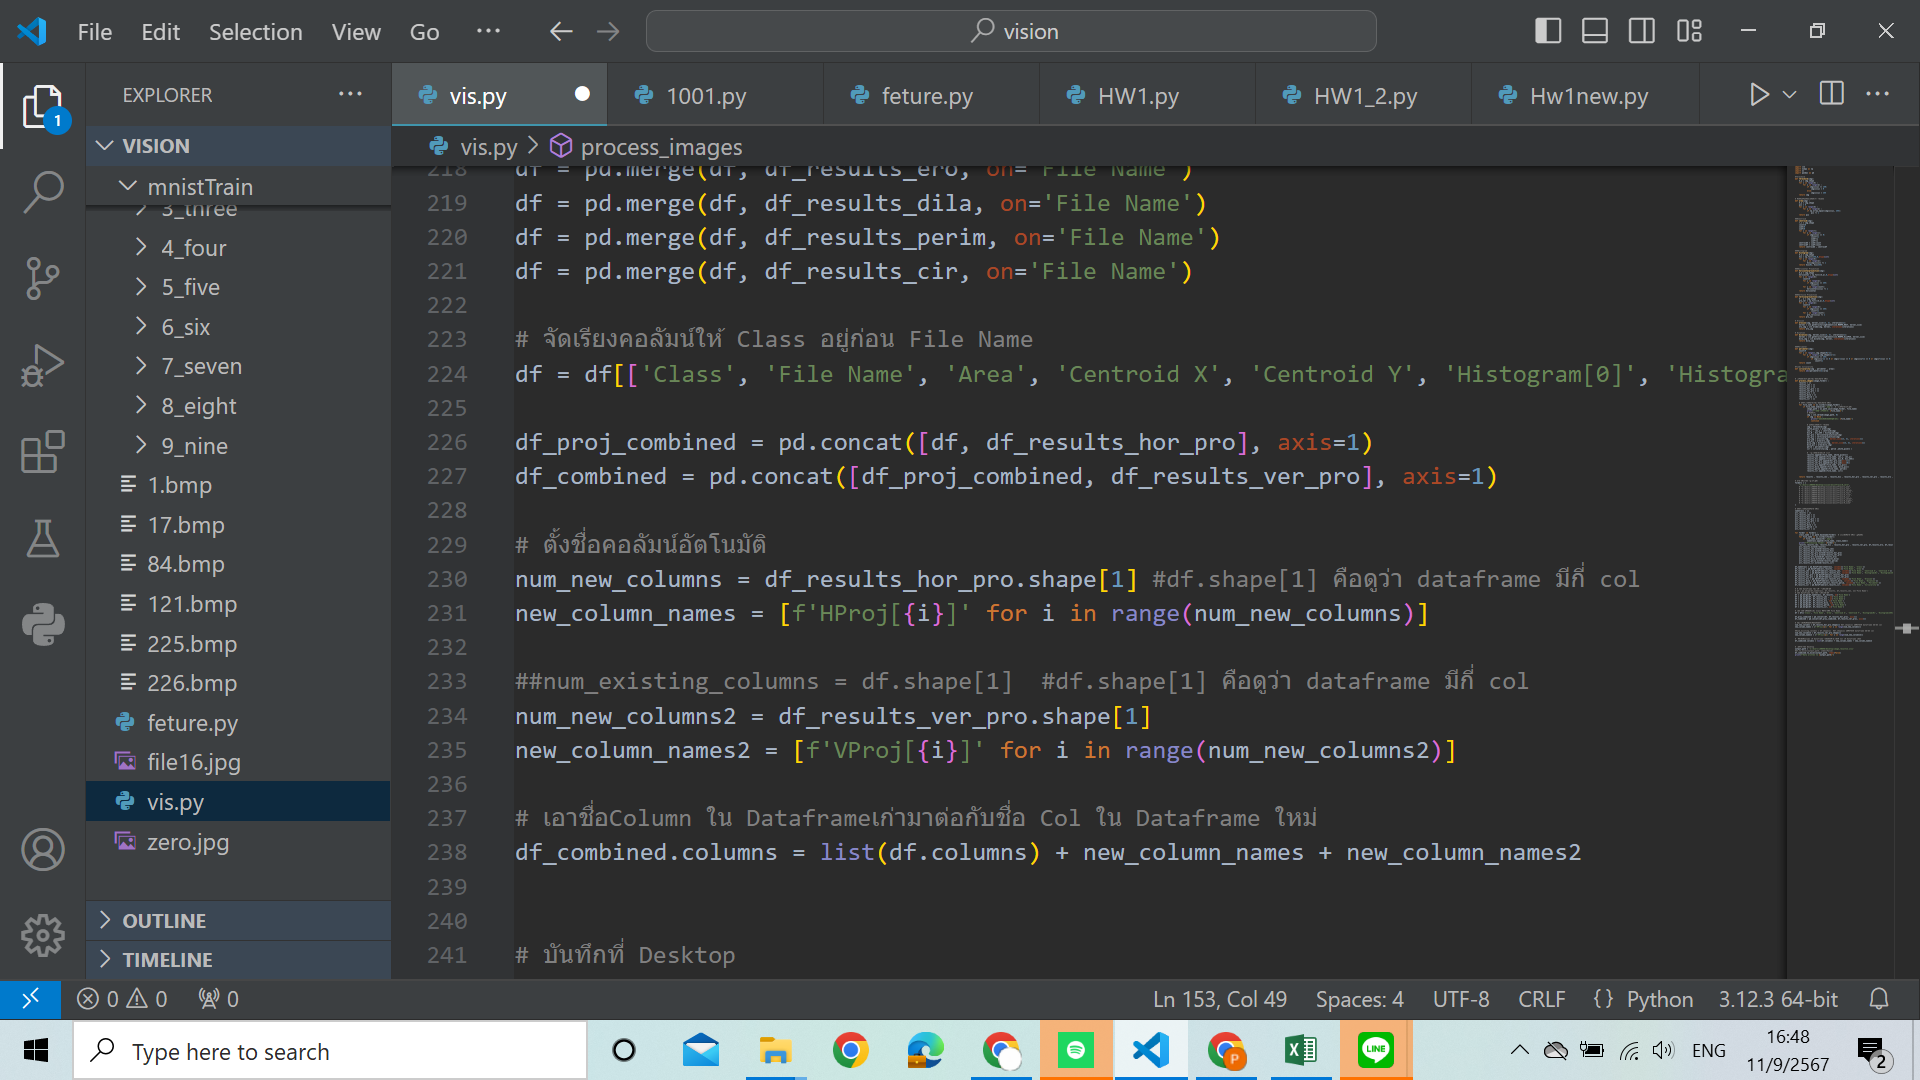 File Edit Selection View Go ··· vision
EXPLORER ···
VISION
mnistTrain
3_three
4_four
5_five
6_six
7_seven
8_eight
9_nine
1.bmp
17.bmp
84.bmp
121.bmp
225.bmp
226.bmp
feture.py
file16.jpg
vis.py
zero.jpg
OUTLINE
TIMELINE
1
vis.py 1001.py feture.py HW1.py HW1_2.py Hw1new.py
vis.py > process_images
218 df = pd.merge(df, df_results_ero, on='File Name')
219 df = pd.merge(df, df_results_dila, on='File Name')
220 df = pd.merge(df, df_results_perim, on='File Name')
221 df = pd.merge(df, df_results_cir, on='File Name')
222
223 # จัดเรียงคอลัมน์ให้ Class อยู่ก่อน File Name
224 df = df[['Class', 'File Name', 'Area', 'Centroid X', 'Centroid Y', 'Histogram[0]', 'Histogra
225
226 df_proj_combined = pd.concat([df, df_results_hor_pro], axis=1)
227 df_combined = pd.concat([df_proj_combined, df_results_ver_pro], axis=1)
228
229 # ตั้งชื่อคอลัมน์อัตโนมัติ
230 num_new_columns = df_results_hor_pro.shape[1] #df.shape[1] คือดูว่า dataframe มีกี่ col
231 new_column_names = [f'HProj[{i}]' for i in range(num_new_columns)]
232
233 ##num_existing_columns = df.shape[1]  #df.shape[1] คือดูว่า dataframe มีกี่ col
234 num_new_columns2 = df_results_ver_pro.shape[1]
235 new_column_names2 = [f'VProj[{i}]' for i in range(num_new_columns2)]
236
237 # เอาชื่อColumn ใน Dataframeเก่ามาต่อกับชื่อ Col ใน Dataframe ใหม่
238 df_combined.columns = list(df.columns) + new_column_names + new_column_names2
239
240
241 # บันทึกที่ Desktop
0 0 0 Ln 153, Col 49 Spaces: 4 UTF-8 CRLF {} Python 3.12.3 64-bit
Type here to search P LINE ENG 16:48
11/9/2567 2